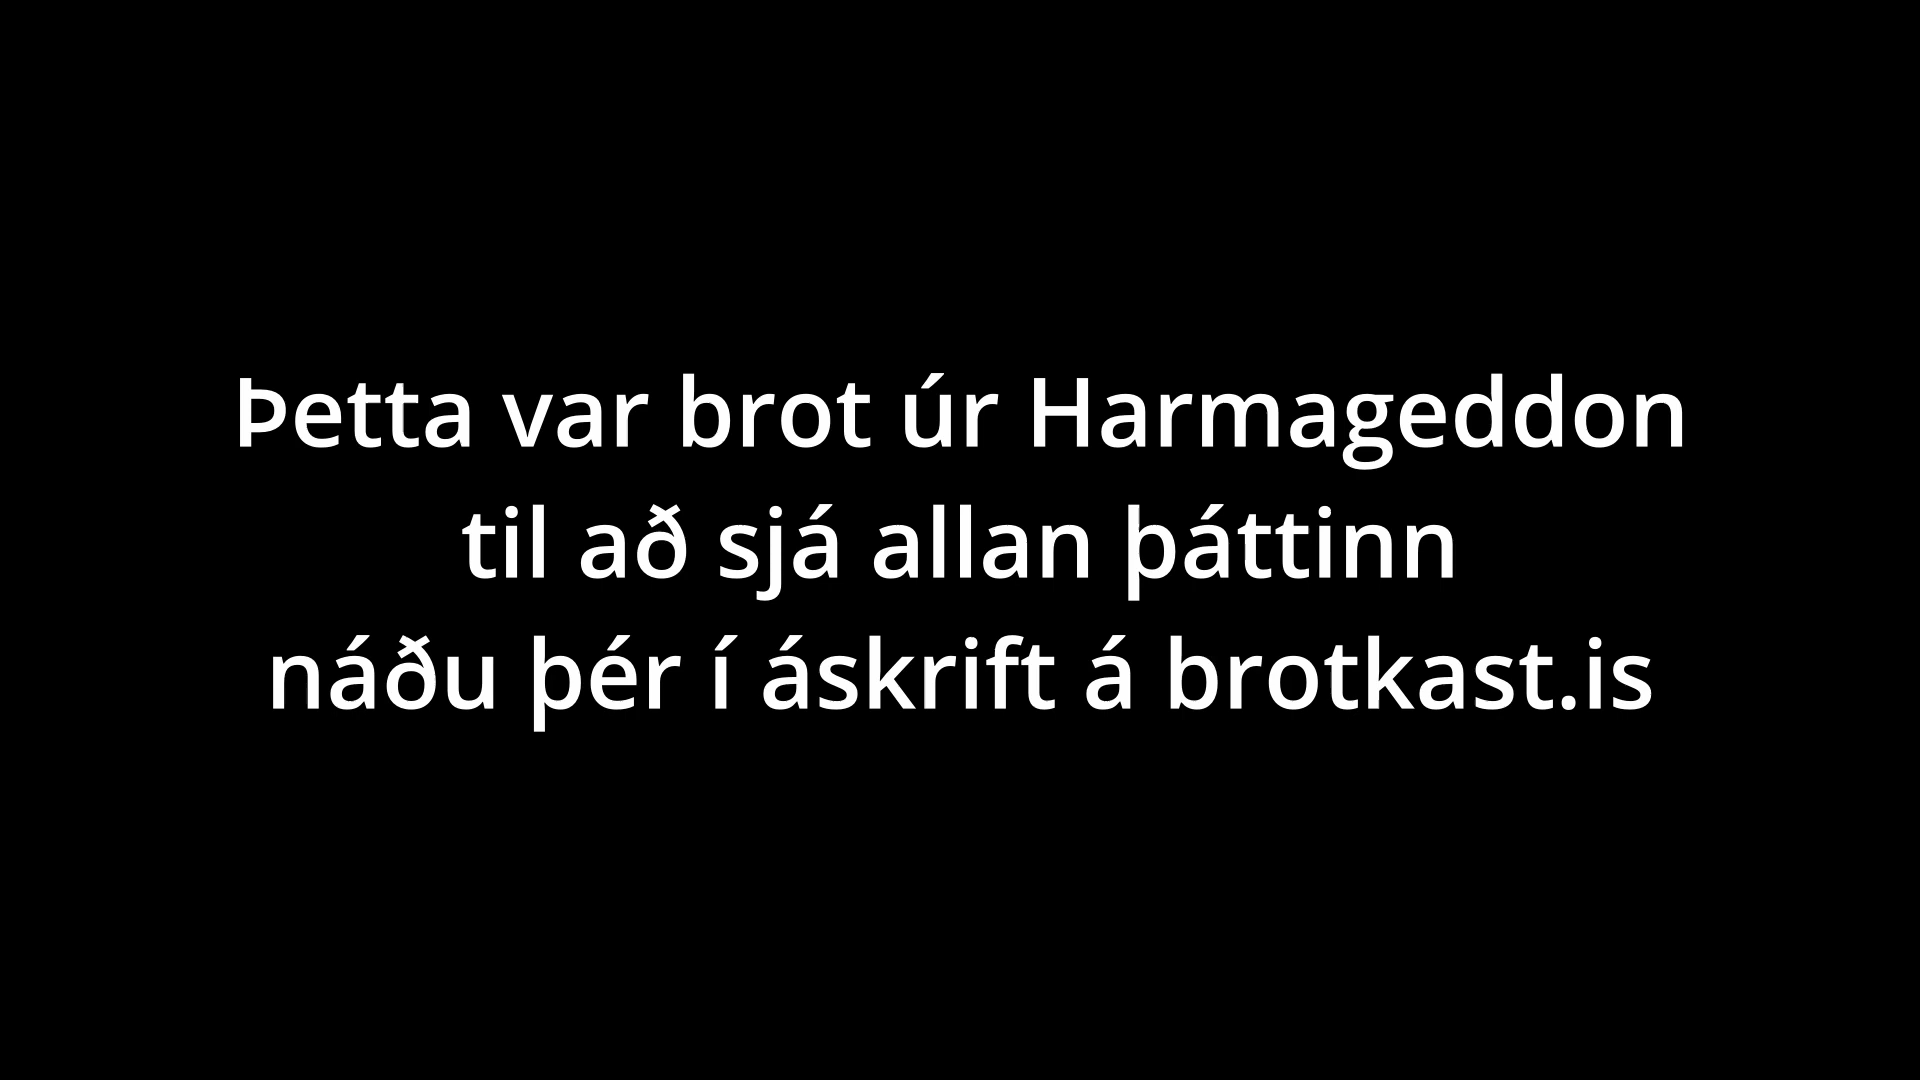 Þetta var brot úr Harmageddon
til að sjá allan þáttinn
náðu þér í áskrift á brotkast.is